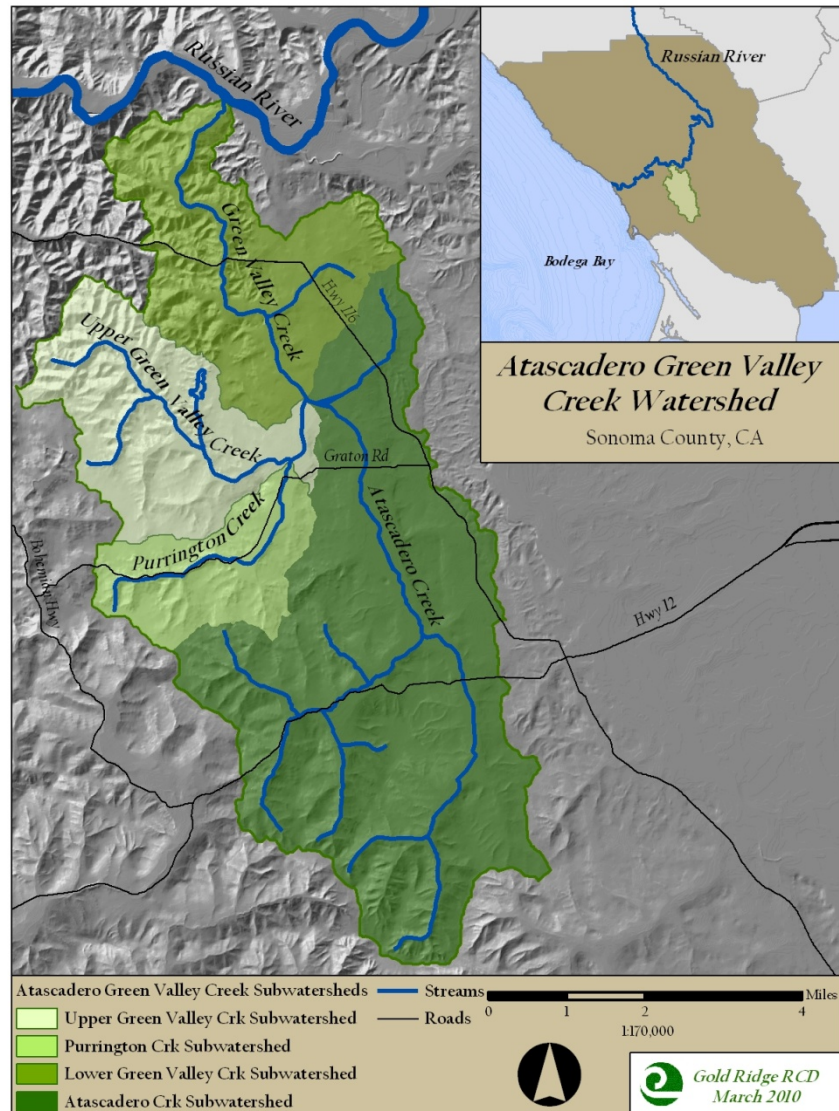 Russian River
Russian River
Bodega Bay
Atascadero Green Valley
Creek Watershed
Sonoma County, CA
Green Valley Creek
Hwy 116
Upper Green Valley Creek
Graton Rd
Purrington Creek
Atascadero Creek
Bohemian Hwy
Hwy 12
Atascadero Green Valley Creek Subwatersheds
Upper Green Valley Crk Subwatershed
Purrington Crk Subwatershed
Lower Green Valley Crk Subwatershed
Atascadero Crk Subwatershed
Streams
Roads
0 1 2 4 Miles
1:170,000
Gold Ridge RCD
March 2010